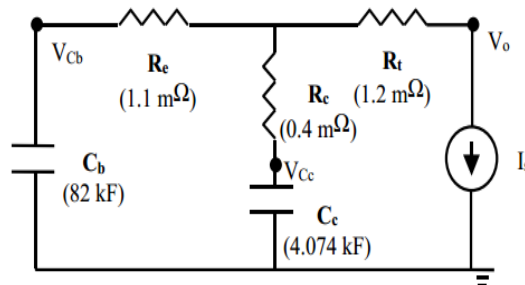 V_Cb
R_e
(1.1 mΩ)
R_t
(1.2 mΩ)
V_o
R_c
(0.4 mΩ)
V_Cc
C_b
(82 kF)
C_c
(4.074 kF)